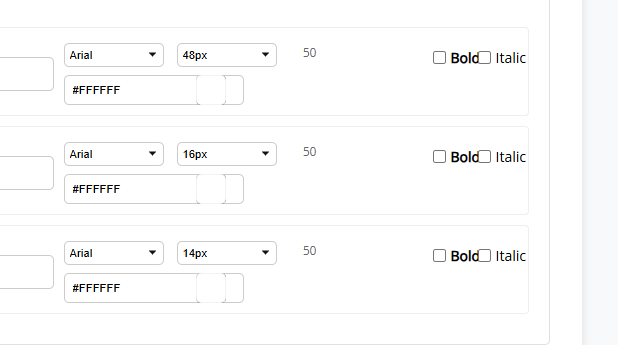 Arial 48px 50 Bold Italic
#FFFFFF
Arial 16px 50 Bold Italic
#FFFFFF
Arial 14px 50 Bold Italic
#FFFFFF